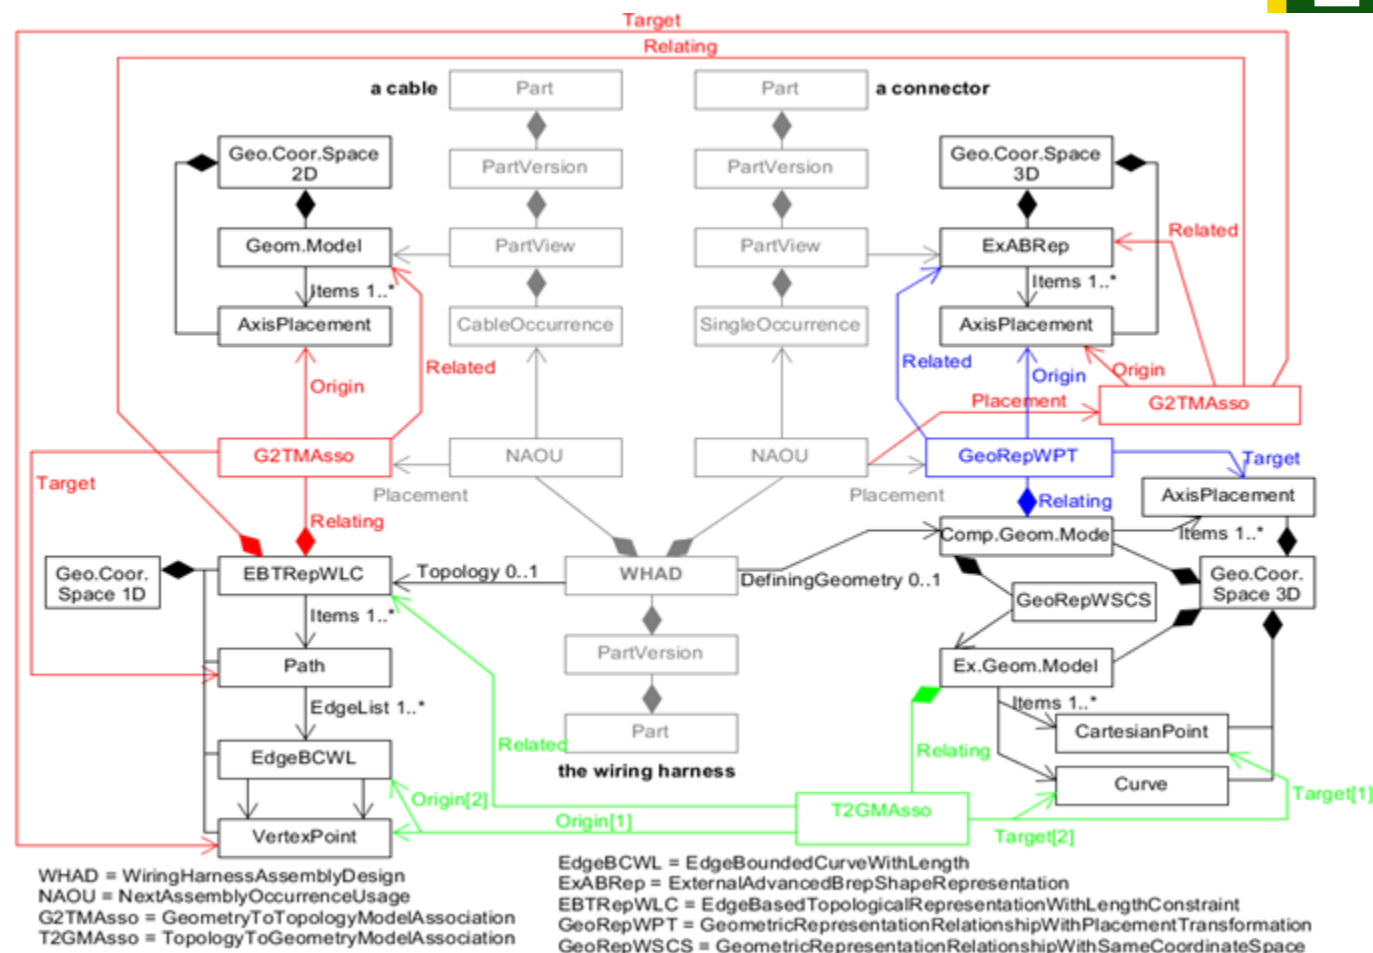 Target
Relating
a cable
Part
Part
a connector
Geo.Coor.Space
2D
PartVersion
PartVersion
Geo.Coor.Space
3D
Geom.Model
PartView
PartView
ExABRep
Related
Items 1..*
Items 1..*
AxisPlacement
CableOccurrence
SingleOccurrence
AxisPlacement
Related
Related
Origin
Origin
Origin
Placement
G2TMAsso
G2TMAsso
NAOU
NAOU
GeoRepWPT
Target
Target
Placement
Placement
Relating
AxisPlacement
Relating
Comp.Geom.Mode
Items 1..*
Geo.Coor.
Space 1D
EBTRepWLC
Topology 0..1
WHAD
DefiningGeometry 0..1
Geo.Coor.
Space 3D
GeoRepWSCS
Items 1..*
Path
PartVersion
Ex.Geom.Model
EdgeList 1..*
Items 1..*
Part
CartesianPoint
Related
Relating
EdgeBCWL
the wiring harness
Curve
Origin[2]
Target[1]
T2GMAsso
Origin[1]
VertexPoint
Target[2]
WHAD = WiringHarnessAssemblyDesign
NAOU = NextAssemblyOccurrenceUsage
G2TMAsso = GeometryToTopologyModelAssociation
T2GMAsso = TopologyToGeometryModelAssociation
EdgeBCWL = EdgeBoundedCurveWithLength
ExABRep = ExternalAdvancedBrepShapeRepresentation
EBTRepWLC = EdgeBasedTopologicalRepresentationWithLengthConstraint
GeoRepWPT = GeometricRepresentationRelationshipWithPlacementTransformation
GeoRepWSCS = GeometricRepresentationRelationshipWithSameCoordinateSpace